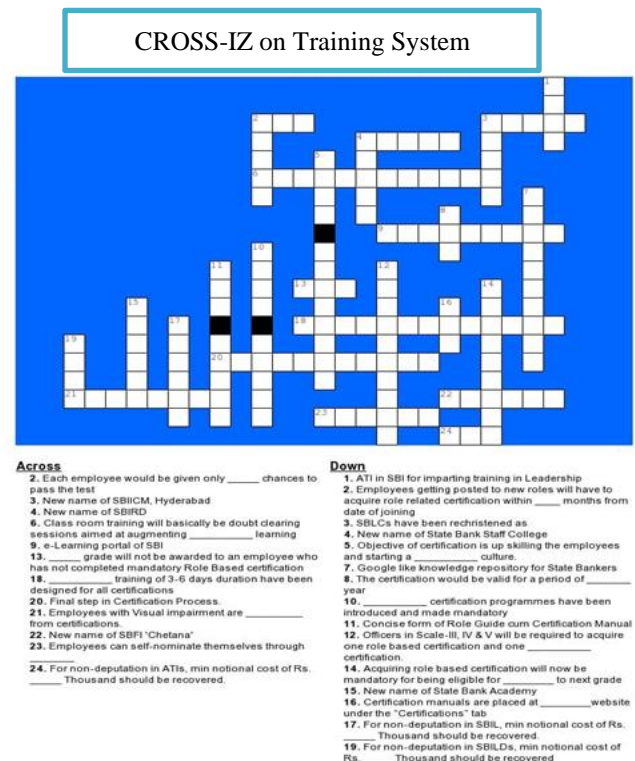 CROSS-IZ on Training System
1
2
3
4
5
6
7
8
9
10
11
12
13
14
15
16
17
18
19
20
21
22
23
24
Across
2. Each employee would be given only _____ chances to
pass the test
3. New name of SBIICM, Hyderabad
4. New name of SBIRD
6. Class room training will basically be doubt clearing
sessions aimed at augmenting __________ learning
9. e-Learning portal of SBI
13. _____ grade will not be awarded to an employee who
has not completed mandatory Role Based certification
18. __________ training of 3-6 days duration have been
designed for all certifications
20. Final step in Certification Process.
21. Employees with Visual impairment are _________
from certifications.
22. New name of SBFI "Chetana"
23. Employees can self-nominate themselves through
_______
24. For non-deputation in ATIs, min notional cost of Rs.
_____ Thousand should be recovered.
Down
1. ATI in SBI for imparting training in Leadership
2. Employees getting posted to new roles will have to
acquire role related certification within ____ months from
date of joining
3. SBLCs have been rechristened as
4. New name of State Bank Staff College
5. Objective of certification is up skilling the employees
and starting a __________ culture.
7. Google like knowledge repository for State Bankers
8. The certification would be valid for a period of _______
year
10. __________ certification programmes have been
introduced and made mandatory
11. Concise form of Role Guide cum Certification Manual
12. Officers in Scale-III, IV & V will be required to acquire
one role based certification and one __________
certification.
14. Acquiring role based certification will now be
mandatory for being eligible for ________ to next grade
15. New name of State Bank Academy
16. Certification manuals are placed at ________website
under the "Certifications" tab
17. For non-deputation in SBIL, min notional cost of Rs.
_____ Thousand should be recovered.
19. For non-deputation in SBILDs, min notional cost of
Rs. _____ Thousand should be recovered